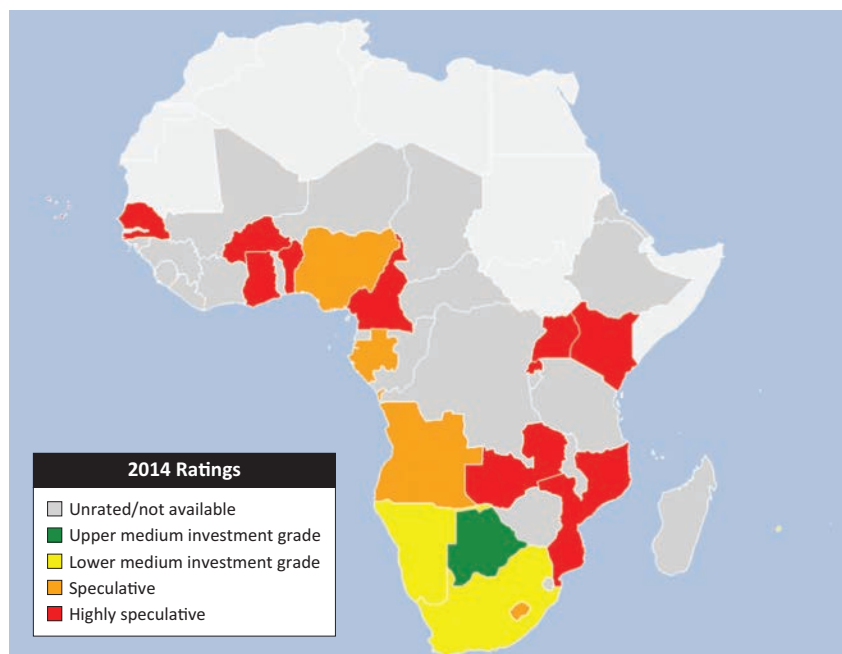 2014 Ratings
Unrated/not available
Upper medium investment grade
Lower medium investment grade
Speculative
Highly speculative